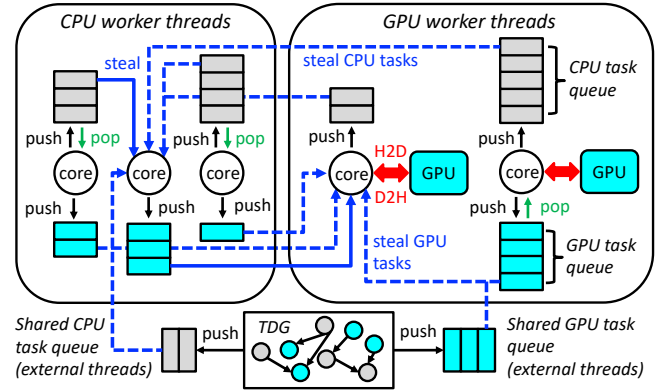 CPU worker threads
GPU worker threads
steal
steal CPU tasks
CPU task
queue
push
pop
push
pop
push
push
H2D
core
core
core
core
GPU
core
GPU
D2H
push
push
push
push
pop
steal GPU
tasks
GPU task
queue
Shared CPU
task queue
(external threads)
push
TDG
push
Shared GPU task
queue
(external threads)